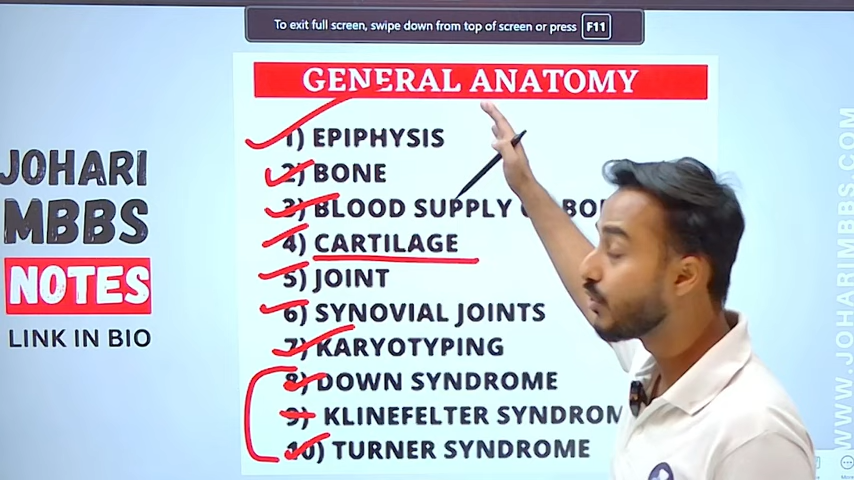 To exit full screen, swipe down from top of screen or press F11
GENERAL ANATOMY
1) EPIPHYSIS
2) BONE
3) BLOOD SUPPLY
4) CARTILAGE
5) JOINT
6) SYNOVIAL JOINTS
7) KARYOTYPING
8) DOWN SYNDROME
9) KLINEFELTER SYNDROM
10) TURNER SYNDROME
JOHARI
MBBS
NOTES
LINK IN BIO
WWW.JOHARIMBBS.COM
More